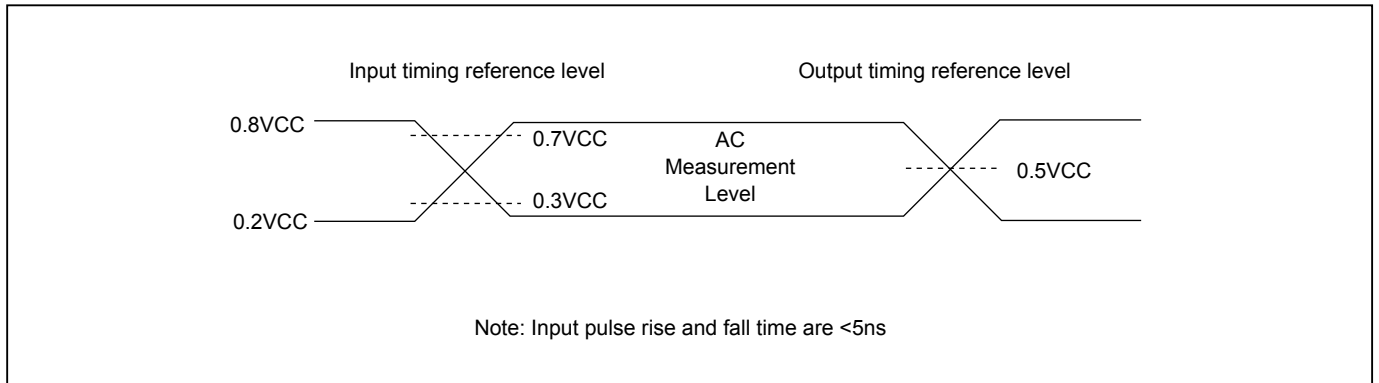 Input timing reference level
Output timing reference level
0.8VCC
0.7VCC
AC
Measurement
Level
0.5VCC
0.3VCC
0.2VCC
Note: Input pulse rise and fall time are <5ns